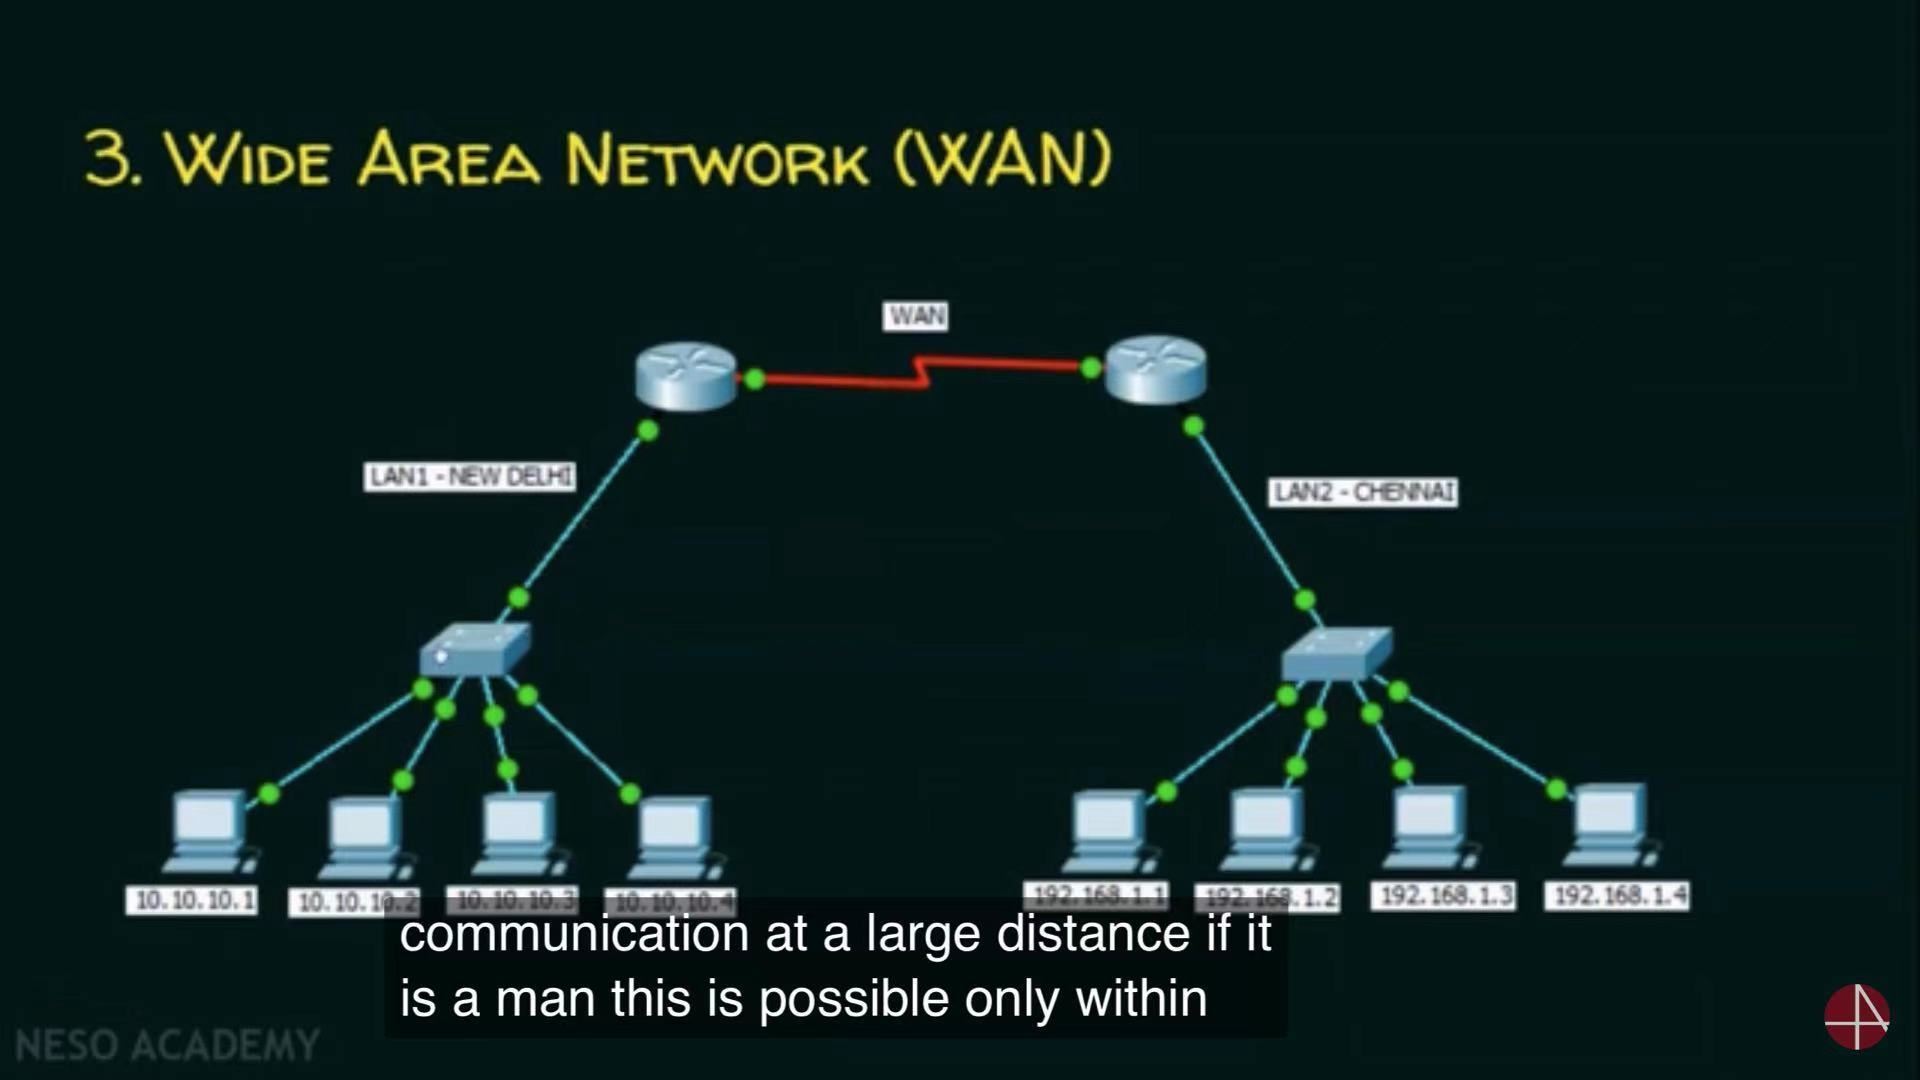 3. WIDE AREA NETWORK (WAN)
WAN
LAN1 - NEW DELHI
LAN2 - CHENNAI
10.10.10.1
10.10.10.2
10.10.10.3
10.10.10.4
192.168.1.1
192.168.1.2
192.168.1.3
192.168.1.4
communication at a large distance if it
is a man this is possible only within
NESO ACADEMY